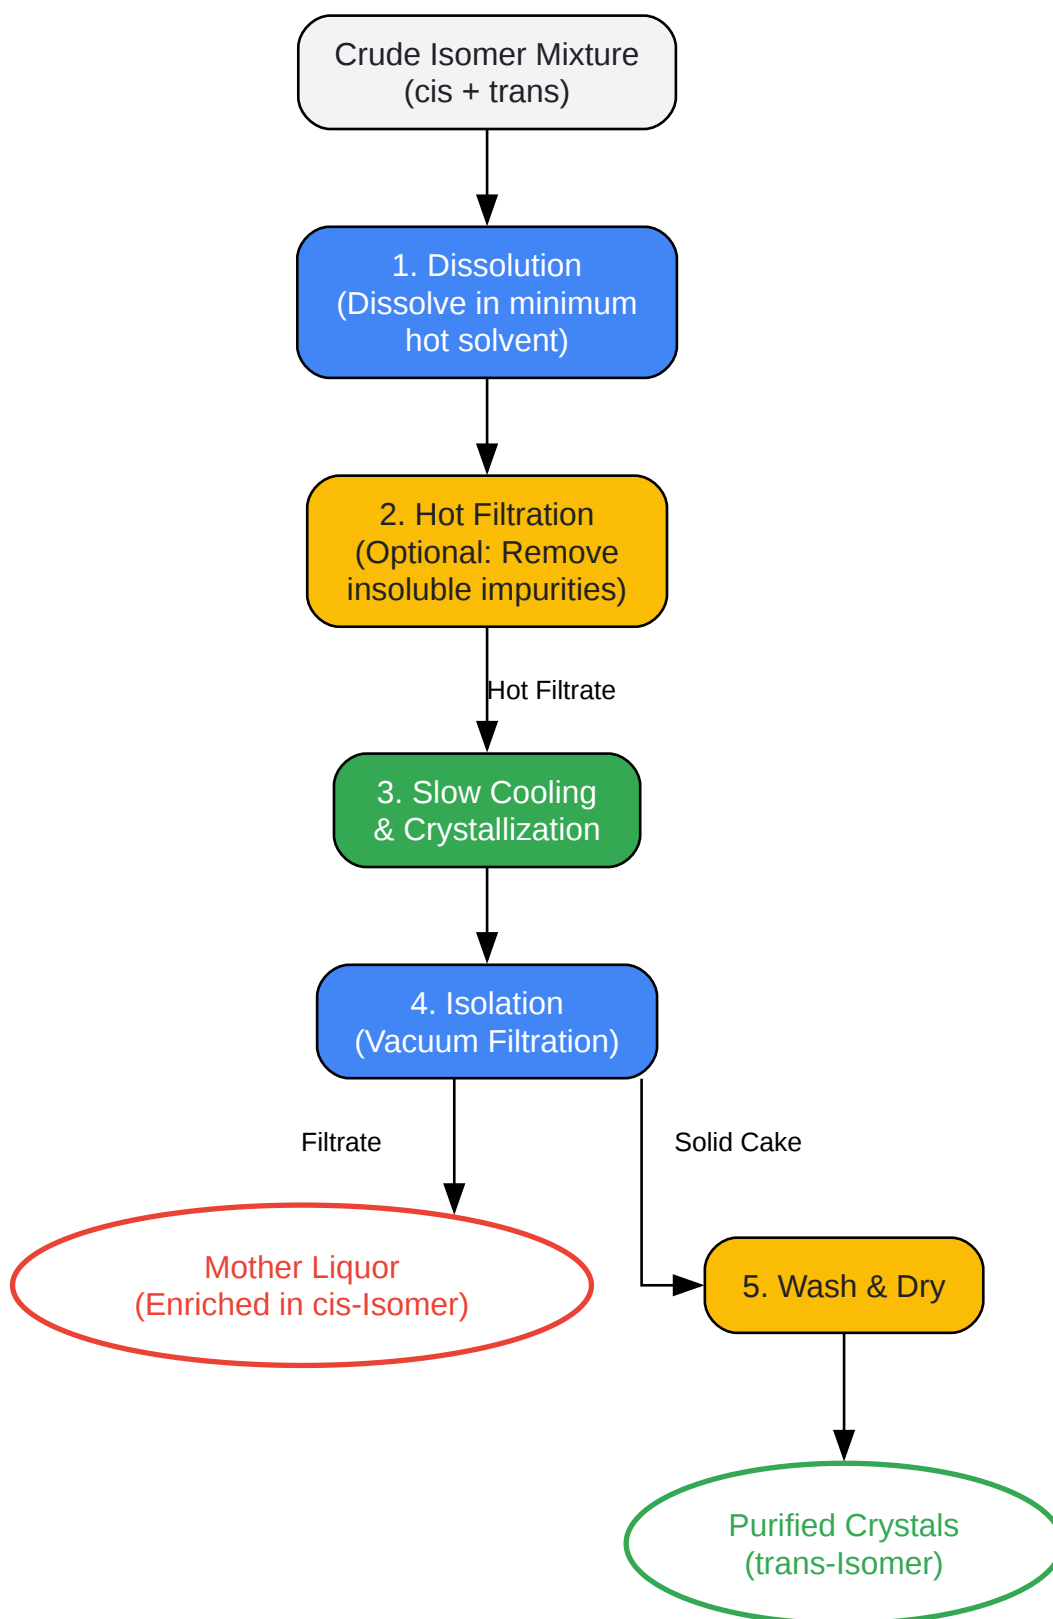 Crude Isomer Mixture
(cis + trans)
1. Dissolution
(Dissolve in minimum
hot solvent)
2. Hot Filtration
(Optional: Remove
insoluble impurities)
Hot Filtrate
3. Slow Cooling
& Crystallization
4. Isolation
(Vacuum Filtration)
Filtrate
Solid Cake
Mother Liquor
(Enriched in cis-Isomer)
5. Wash & Dry
Purified Crystals
(trans-Isomer)